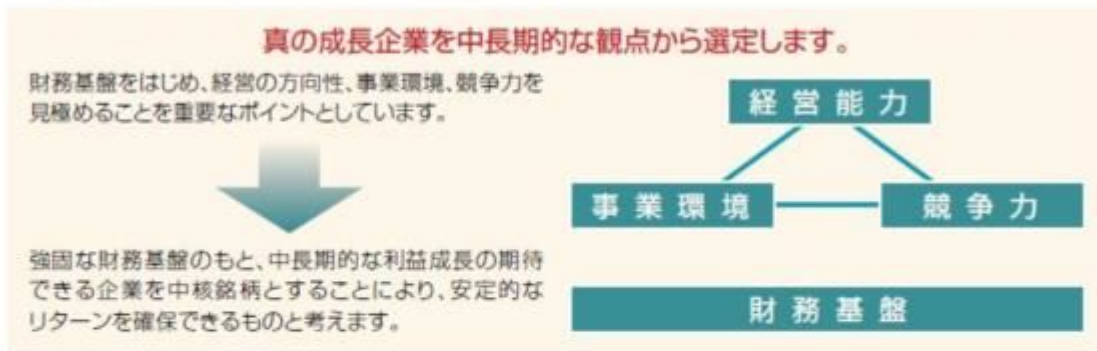 真の成長企業を中長期的な観点から選定します。
財務基盤をはじめ、経営の方向性、事業環境、競争力を
見極めることを重要なポイントとしています。
強固な財務基盤のもと、中長期的な利益成長の期待
できる企業を中核銘柄とすることにより、安定的な
リターンを確保できるものと考えます。
経営能力
事業環境
競争力
財務基盤